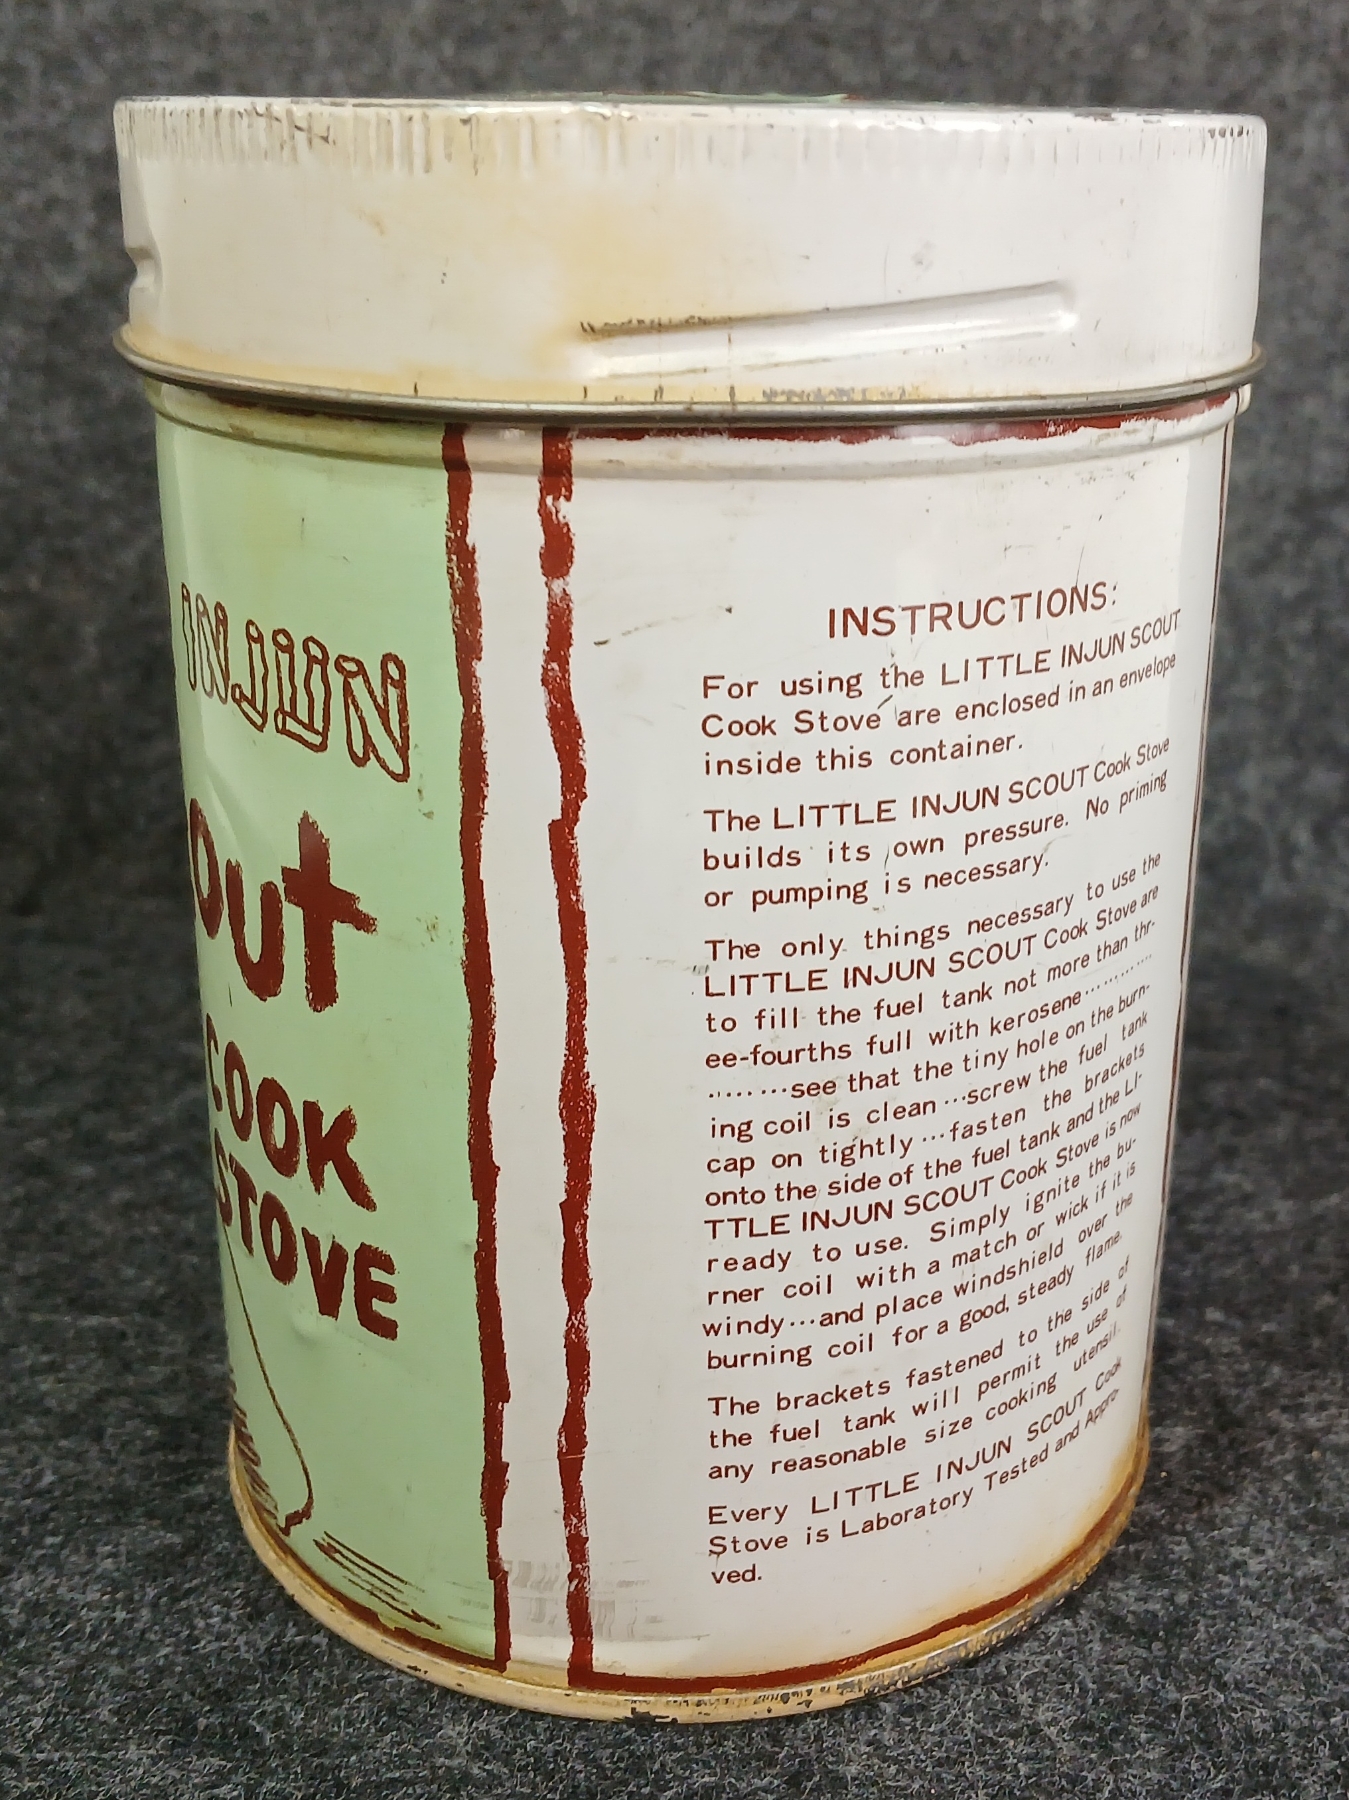 INJUN
OUT
COOK
STOVE
INSTRUCTIONS:
For using the LITTLE INJUN SCOUT
Cook Stove are enclosed in an envelope
inside this container.
The LITTLE INJUN SCOUT Cook Stove
builds its own pressure. No priming
or pumping is necessary.
The only things necessary to use the
LITTLE INJUN SCOUT Cook Stove are
to fill the fuel tank not more than thr-
ee-fourths full with kerosene............
........see that the tiny hole on the burn-
ing coil is clean...screw the fuel tank
cap on tightly...fasten the brackets
onto the side of the fuel tank and the LI-
TTLE INJUN SCOUT Cook Stove is now
ready to use. Simply ignite the bu-
rner coil with a match or wick if it is
windy...and place windshield over the
burning coil for a good, steady flame.
The brackets fastened to the side of
the fuel tank will permit the use of
any reasonable size cooking utensil.
Every LITTLE INJUN SCOUT Cook
Stove is Laboratory Tested and Appro-
ved.